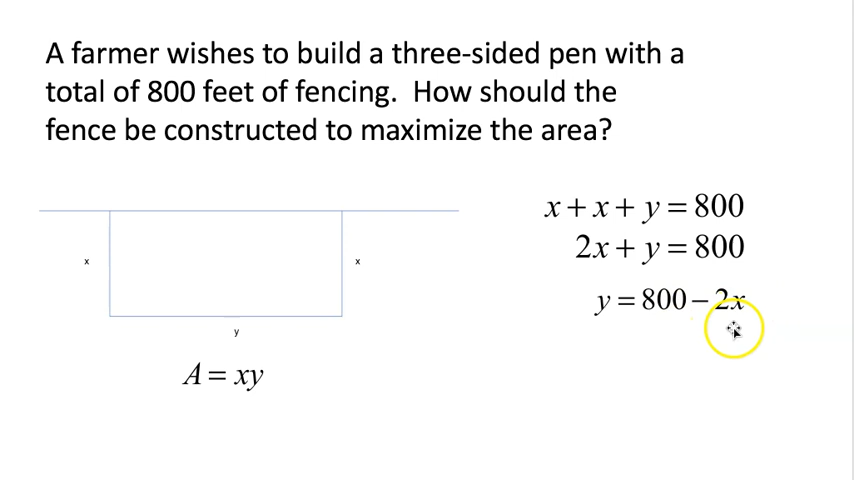 A farmer wishes to build a three-sided pen with a
total of 800 feet of fencing.  How should the
fence be constructed to maximize the area?
x + x + y = 800
2x + y = 800
y = 800 − 2x
x
x
y
A = xy